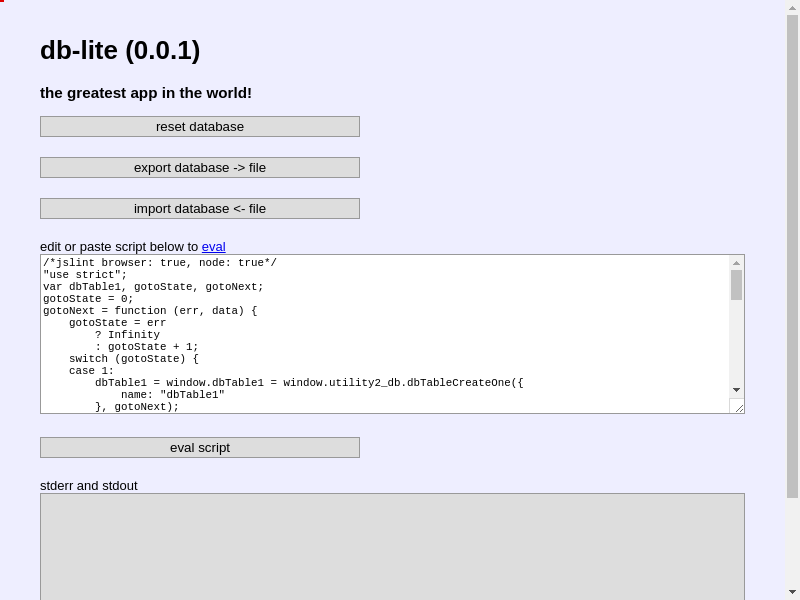 db-lite (0.0.1)
the greatest app in the world!
reset database
export database -> file
import database <- file
edit or paste script below to eval
/*jslint browser: true, node: true*/
"use strict";
var dbTable1, gotoState, gotoNext;
gotoState = 0;
gotoNext = function (err, data) {
    gotoState = err
        ? Infinity
        : gotoState + 1;
    switch (gotoState) {
    case 1:
        dbTable1 = window.dbTable1 = window.utility2_db.dbTableCreateOne({
            name: "dbTable1"
        }, gotoNext);
eval script
stderr and stdout